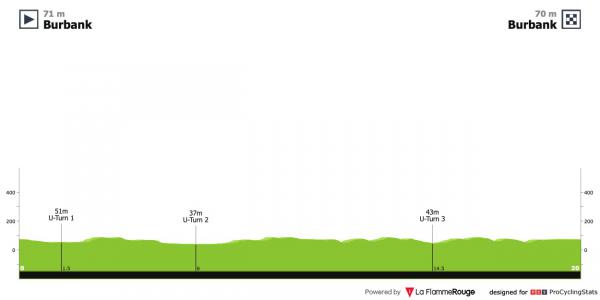 71 m
Burbank
70 m
Burbank
400
200
0
400
200
0
51m
U-Turn 1
37m
U-Turn 2
43m
U-Turn 3
0
1.5
6
14.5
20
Powered by La FlammeRouge
designed for PCS ProCyclingStats